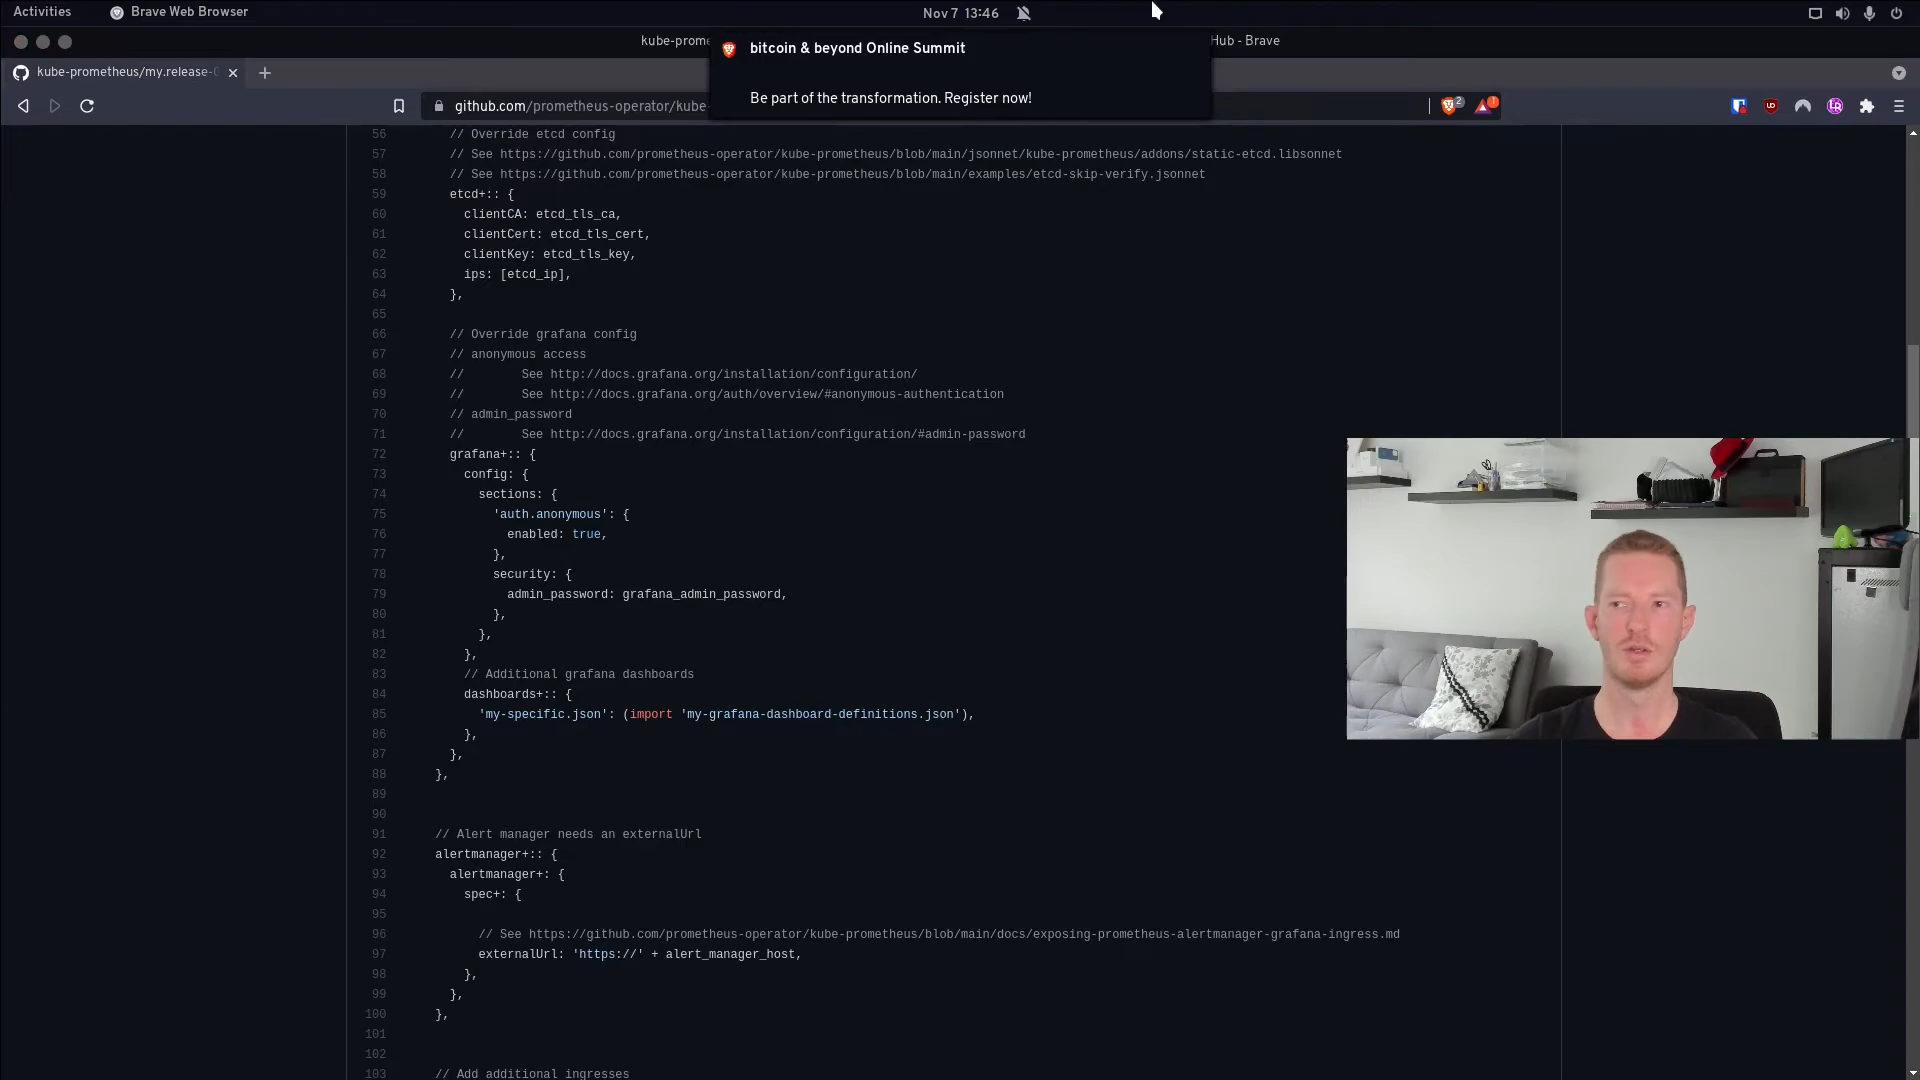 Activities
Brave Web Browser
Nov 7 13:46
kube-prome
Hub - Brave
bitcoin & beyond Online Summit
kube-prometheus/my.release-
github.com/prometheus-operator/kube-
Be part of the transformation. Register now!
2
56 // Override etcd config
57 // See https://github.com/prometheus-operator/kube-prometheus/blob/main/jsonnet/kube-prometheus/addons/static-etcd.libsonnet
58 // See https://github.com/prometheus-operator/kube-prometheus/blob/main/examples/etcd-skip-verify.jsonnet
59 etcd+:: {
60 clientCA: etcd_tls_ca,
61 clientCert: etcd_tls_cert,
62 clientKey: etcd_tls_key,
63 ips: [etcd_ip],
64 },
65
66 // Override grafana config
67 // anonymous access
68 // See http://docs.grafana.org/installation/configuration/
69 // See http://docs.grafana.org/auth/overview/#anonymous-authentication
70 // admin_password
71 // See http://docs.grafana.org/installation/configuration/#admin-password
72 grafana+:: {
73 config: {
74 sections: {
75 'auth.anonymous': {
76 enabled: true,
77 },
78 security: {
79 admin_password: grafana_admin_password,
80 },
81 },
82 },
83 // Additional grafana dashboards
84 dashboards+:: {
85 'my-specific.json': (import 'my-grafana-dashboard-definitions.json'),
86 },
87 },
88 },
89
90
91 // Alert manager needs an externalUrl
92 alertmanager+:: {
93 alertmanager+: {
94 spec+: {
95
96 // See https://github.com/prometheus-operator/kube-prometheus/blob/main/docs/exposing-prometheus-alertmanager-grafana-ingress.md
97 externalUrl: 'https://' + alert_manager_host,
98 },
99 },
100 },
101
102
103 // Add additional ingresses